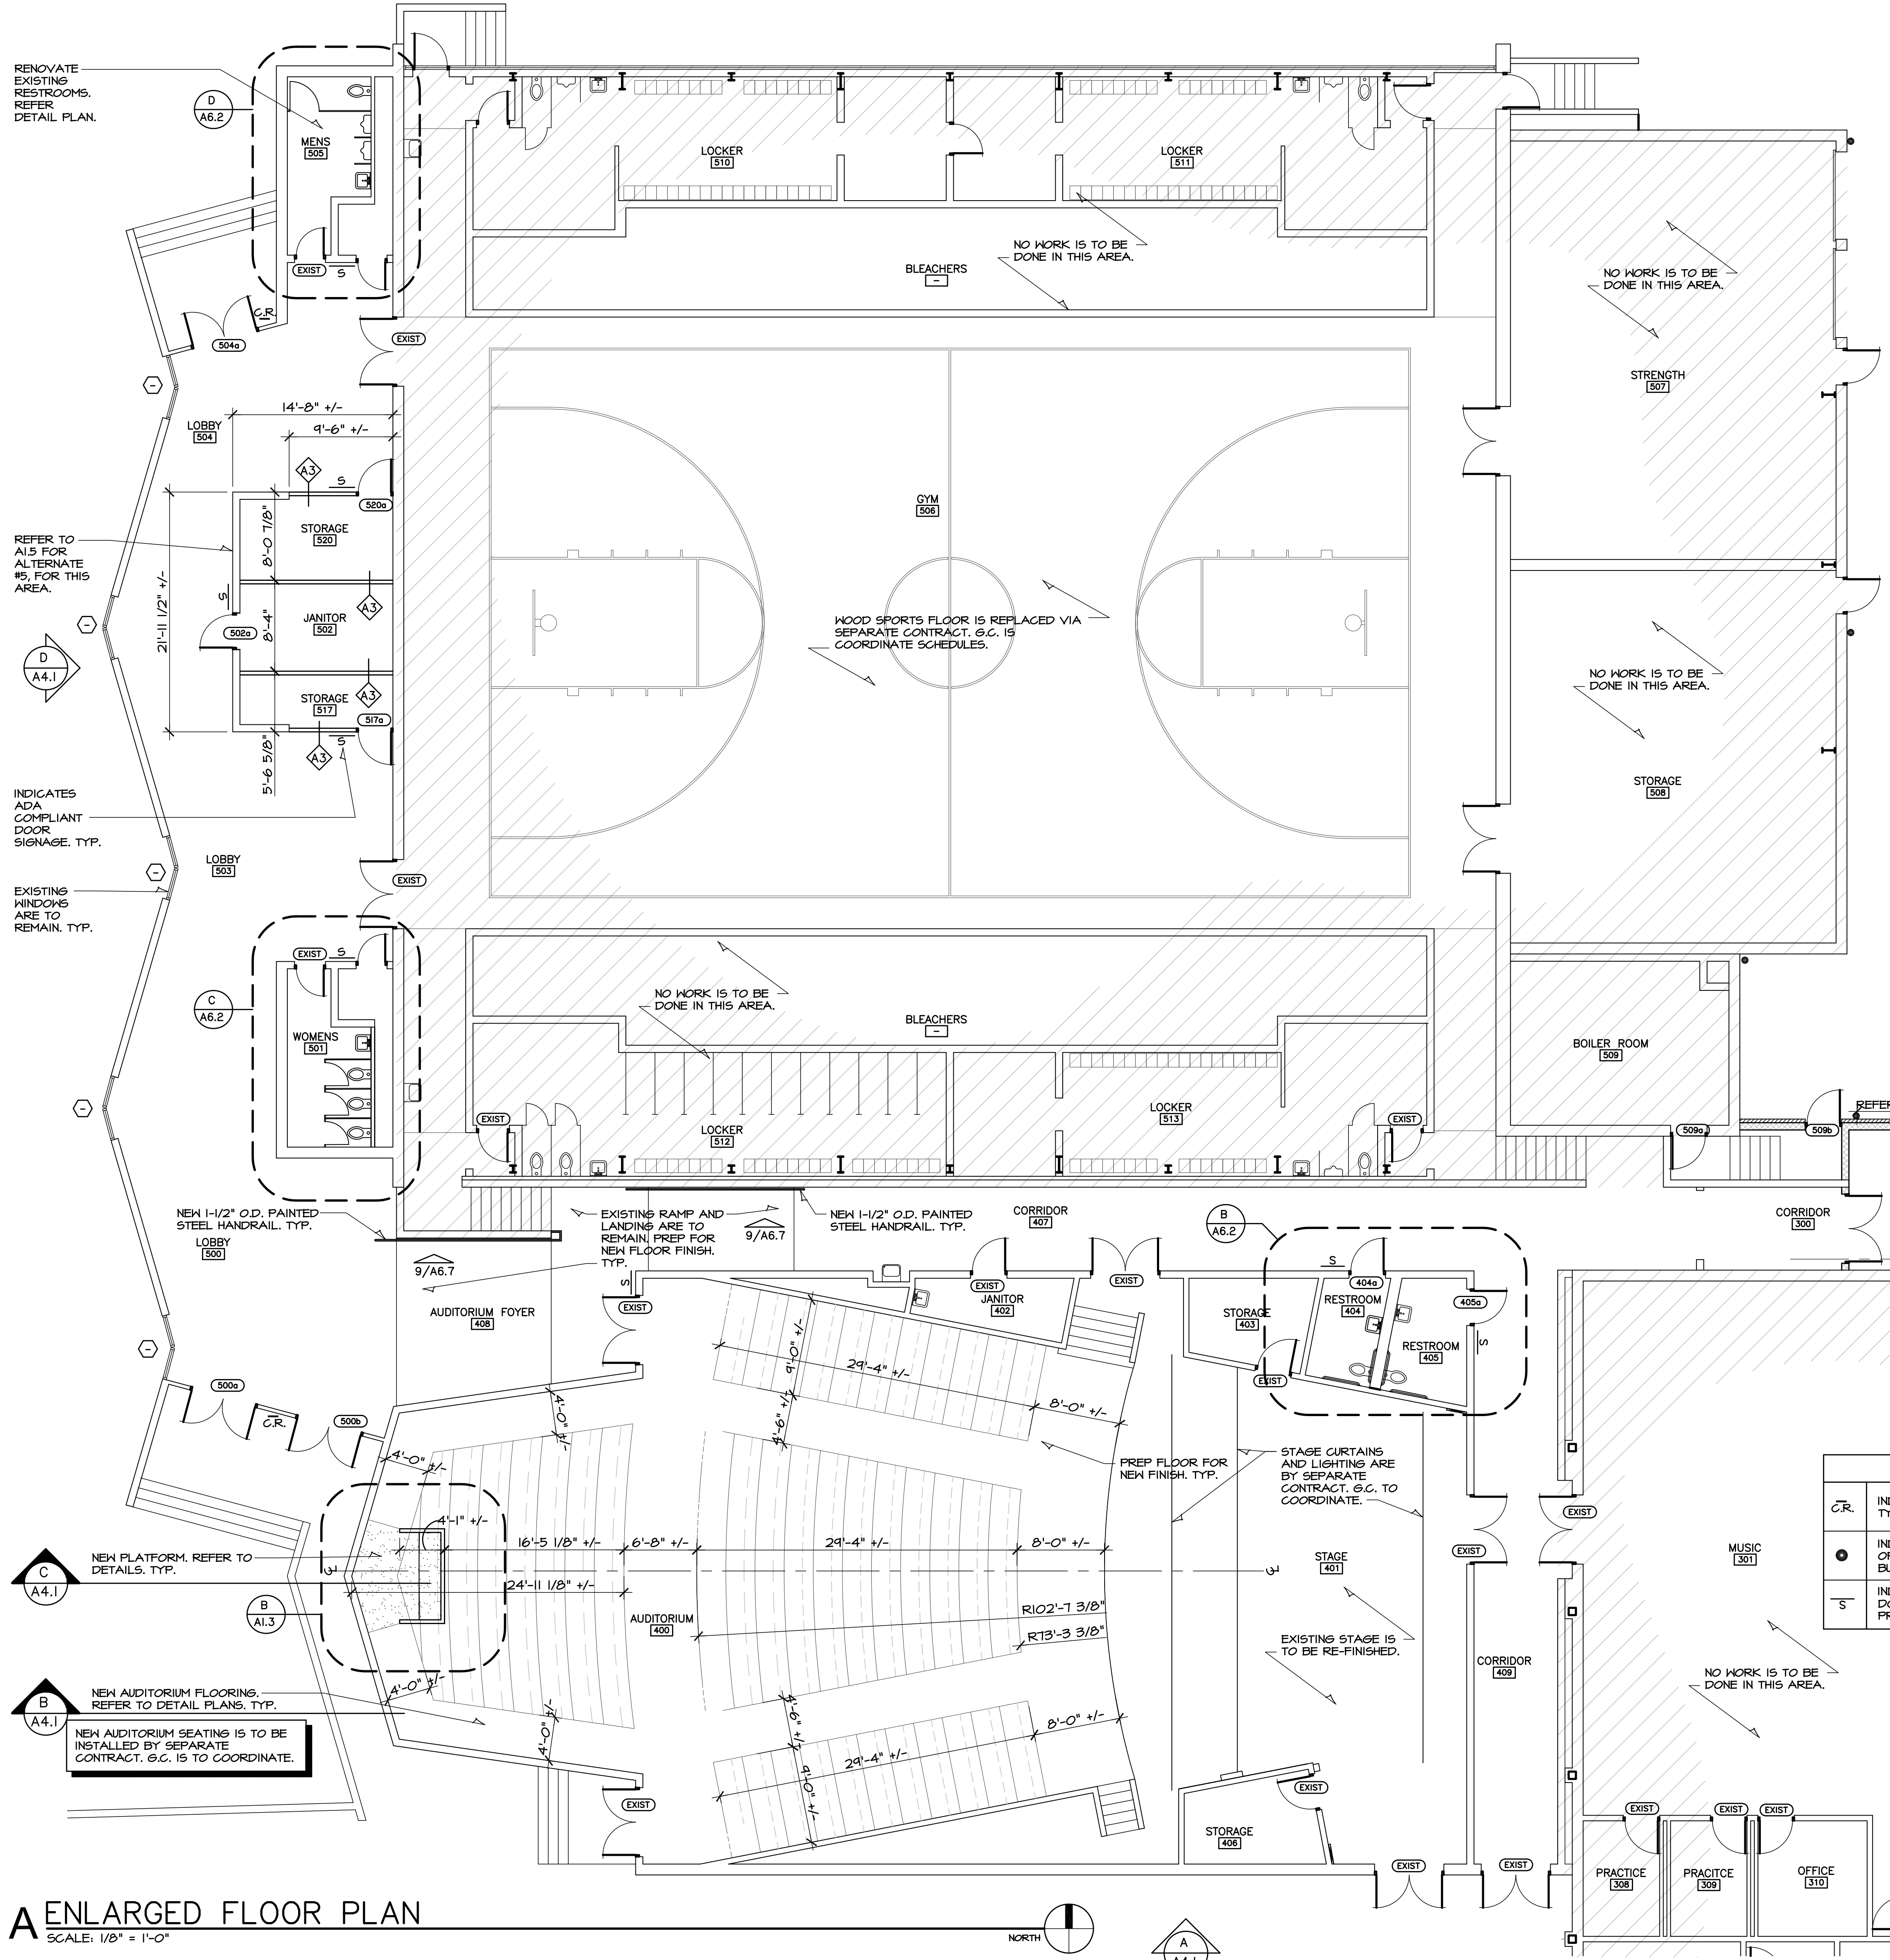 RENOVATE
EXISTING
RESTROOMS.
REFER
DETAIL PLAN.
D
A6.2
MENS
505
EXIST
S
LOCKER
510
LOCKER
511
NO WORK IS TO BE
DONE IN THIS AREA.
BLEACHERS
-
NO WORK IS TO BE
DONE IN THIS AREA.
C.R.
504a
EXIST
-
STRENGTH
507
14'-8" +/-
LOBBY
504
9'-6" +/-
A3
S
520a
GYM
506
STORAGE
520
8'-0 7/8"
REFER TO
A1.5 FOR
ALTERNATE
#5, FOR THIS
AREA.
21'-11 1/2" +/-
S
A3
JANITOR
502
8'-4"
502a
-
D
A4.1
WOOD SPORTS FLOOR IS REPLACED VIA
SEPARATE CONTRACT. G.C. IS
COORDINATE SCHEDULES.
NO WORK IS TO BE
DONE IN THIS AREA.
STORAGE
517
A3
517a
S
A3
5'-6 5/8"
STORAGE
508
INDICATES
ADA
COMPLIANT
DOOR
SIGNAGE. TYP.
LOBBY
503
-
EXIST
EXISTING
WINDOWS
ARE TO
REMAIN. TYP.
EXIST
S
C
A6.2
NO WORK IS TO BE
DONE IN THIS AREA.
BLEACHERS
-
WOMENS
501
BOILER ROOM
509
-
EXIST
LOCKER
512
LOCKER
513
EXIST
509a
509b
REFER
NEW 1-1/2" O.D. PAINTED
STEEL HANDRAIL. TYP.
LOBBY
500
EXISTING RAMP AND
LANDING ARE TO
REMAIN. PREP FOR
NEW FLOOR FINISH.
TYP.
9/A6.7
9/A6.7
NEW 1-1/2" O.D. PAINTED
STEEL HANDRAIL. TYP.
CORRIDOR
407
B
A6.2
CORRIDOR
300
S
EXIST
EXIST
JANITOR
402
EXIST
S
404a
405a
AUDITORIUM FOYER
408
STORAGE
403
RESTROOM
404
RESTROOM
405
S
EXIST
-
9'-0" +/-
29'-4" +/-
4'-6" +/-
8'-0" +/-
500a
C.R.
500b
4'-0" +/-
4'-0" +/-
PREP FLOOR FOR
NEW FINISH. TYP.
STAGE CURTAINS
AND LIGHTING ARE
BY SEPARATE
CONTRACT. G.C. TO
COORDINATE.
EXIST
EXIST
C.R.
IND
TY
IND
OF
BU
S
IND
DO
PR
4'-1" +/-
16'-5 1/8" +/-
6'-8" +/-
29'-4" +/-
8'-0" +/-
NEW PLATFORM. REFER TO
DETAILS. TYP.
C
A4.1
24'-11 1/8" +/-
B
A1.3
STAGE
401
MUSIC
301
AUDITORIUM
400
R102'-7 3/8"
R73'-3 3/8"
EXISTING STAGE IS
TO BE RE-FINISHED.
CORRIDOR
409
NO WORK IS TO BE
DONE IN THIS AREA.
NEW AUDITORIUM FLOORING.
REFER TO DETAIL PLANS. TYP.
B
A4.1
NEW AUDITORIUM SEATING IS TO BE
INSTALLED BY SEPARATE
CONTRACT. G.C. IS TO COORDINATE.
4'-0" +/-
4'-0" +/-
4'-6" +/-
8'-0" +/-
29'-4" +/-
9'-0" +/-
EXIST
EXIST
STORAGE
406
EXIST
EXIST
EXIST
EXIST
EXIST
PRACTICE
308
PRACITCE
309
OFFICE
310
A ENLARGED FLOOR PLAN
SCALE: 1/8" = 1'-0"
NORTH
A
A4.1